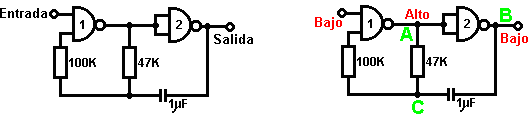 Entrada
1
2
Salida
100K
47K
1µF
Bajo
1
Alto
A
2
B
Bajo
100K
47K
C
1µF